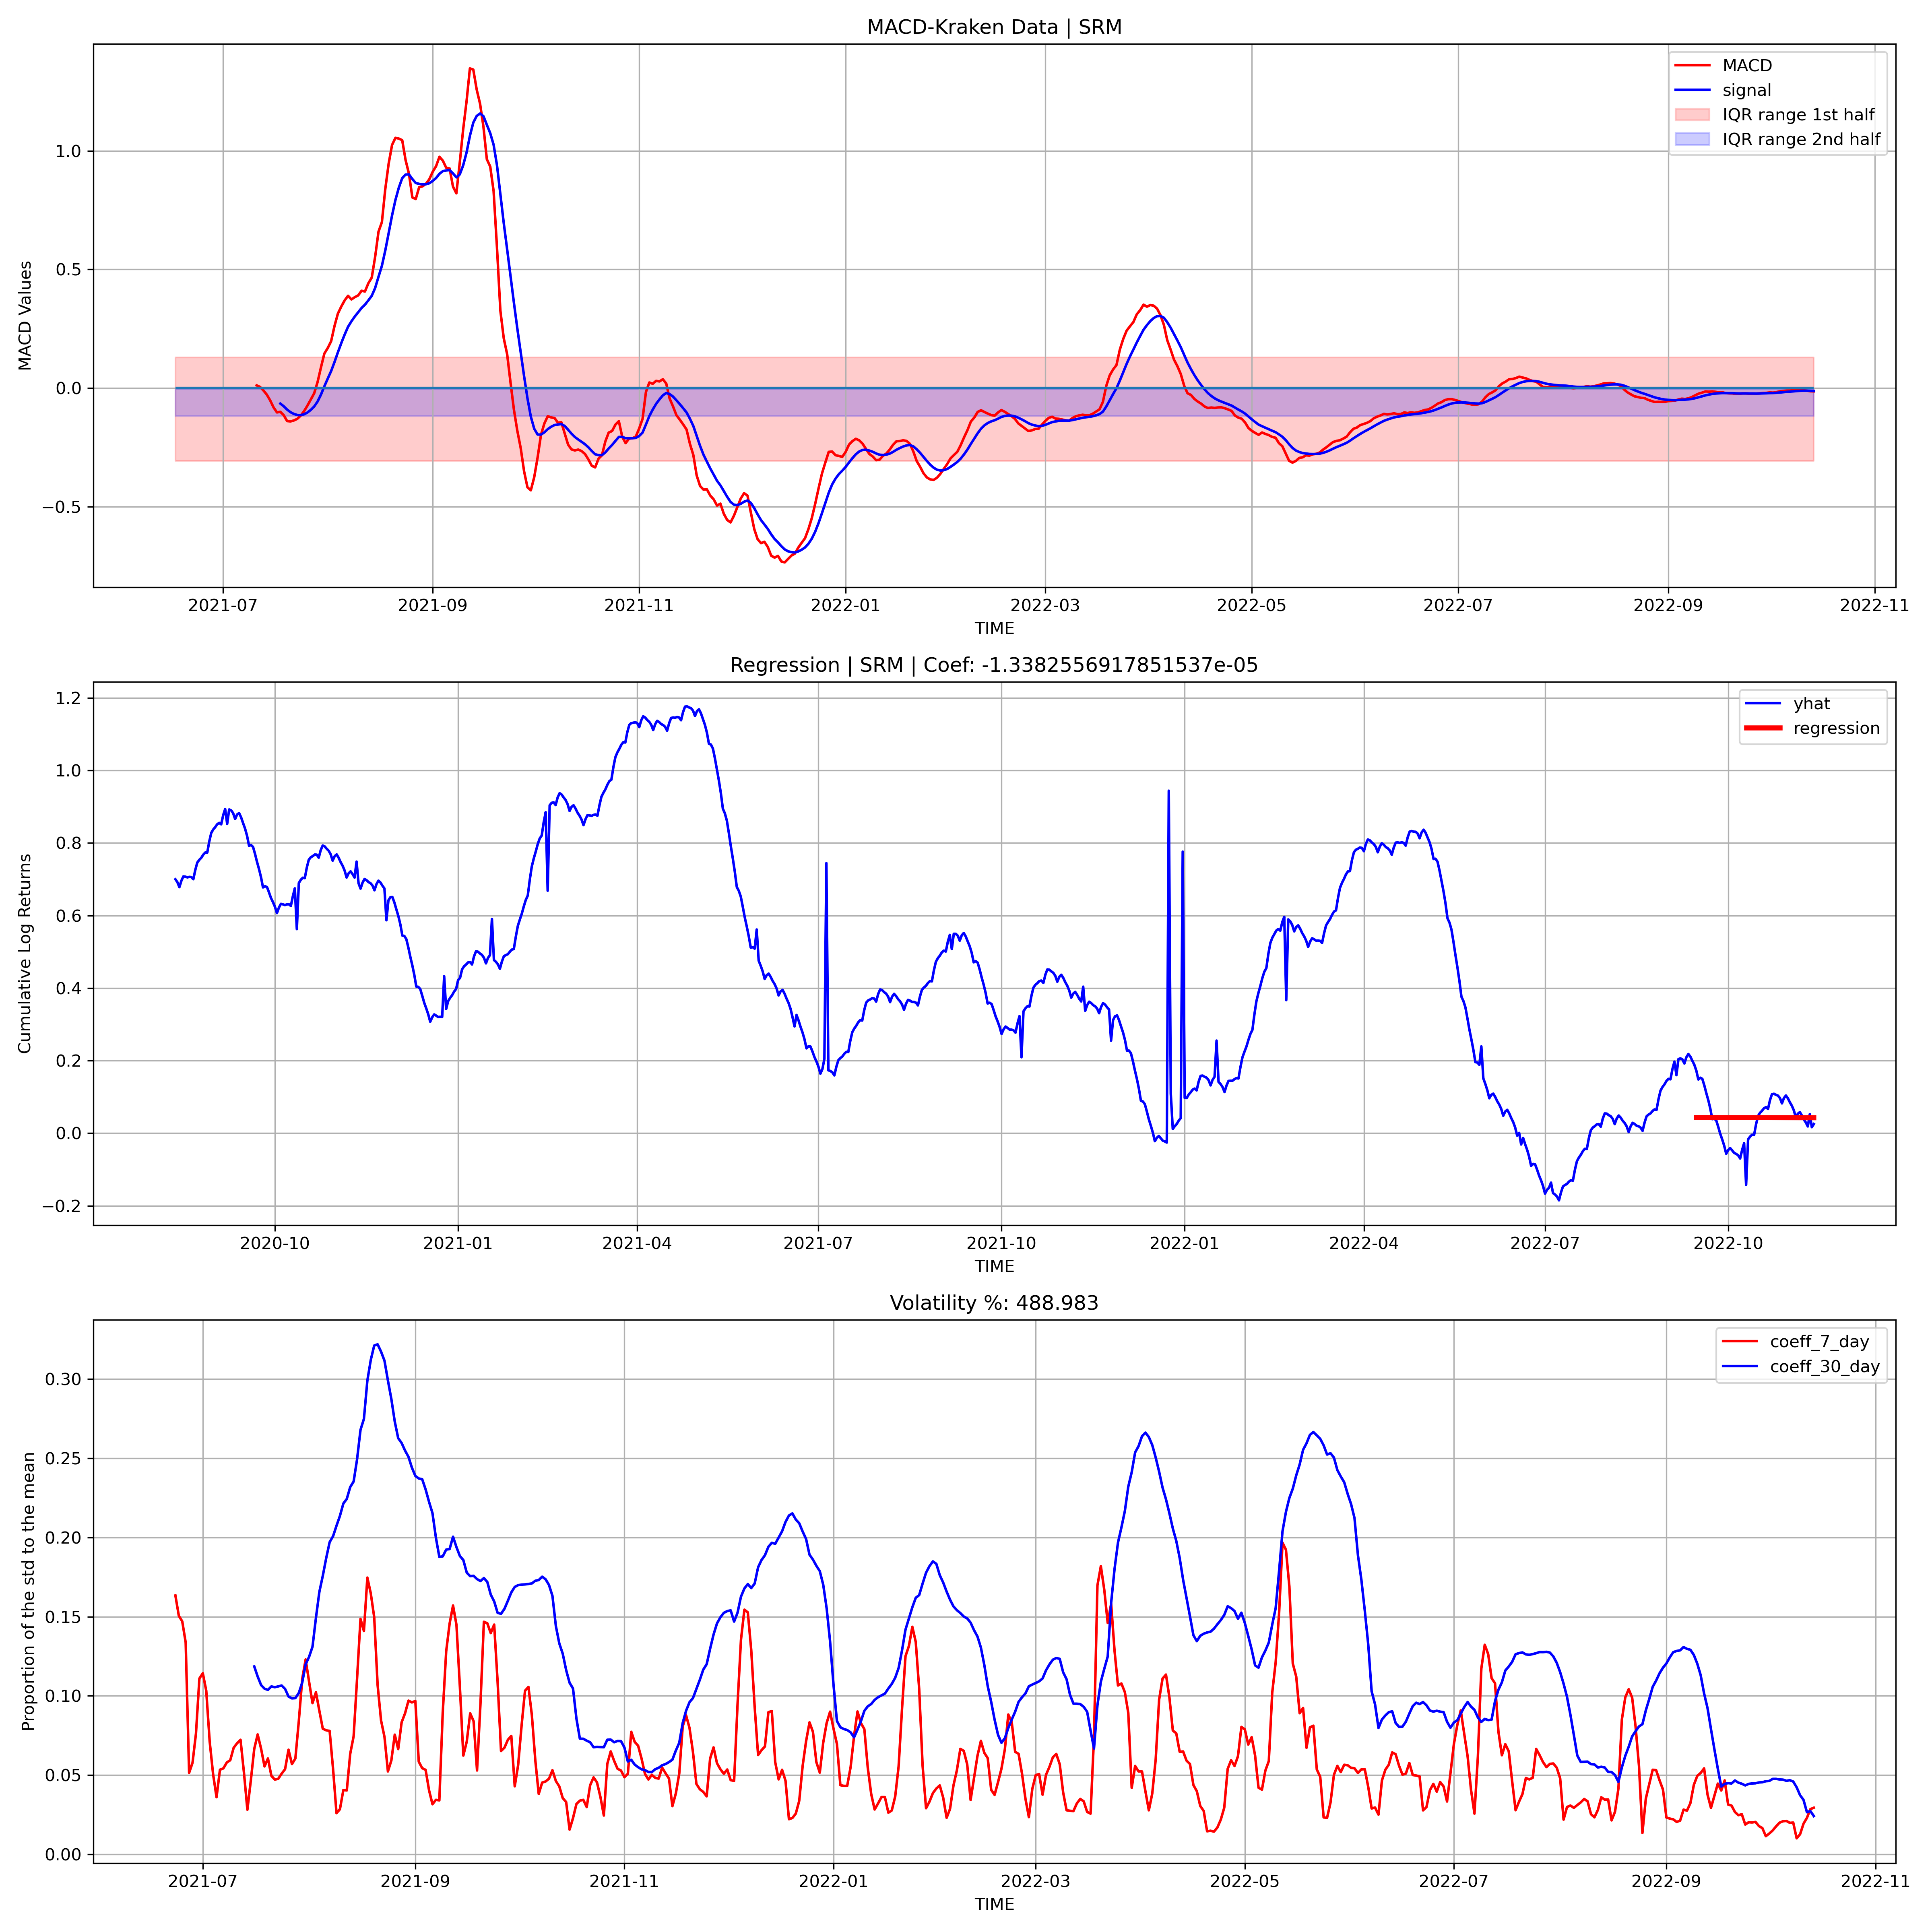 MACD-Kraken Data | SRM
MACD
signal
IQR range 1st half
IQR range 2nd half
MACD Values
1.0
0.5
0.0
−0.5
2021-07 2021-09 2021-11 2022-01 2022-03 2022-05 2022-07 2022-09 2022-11
TIME
Regression | SRM | Coef: -1.3382556917851537e-05
yhat
regression
Cumulative Log Returns
1.2
1.0
0.8
0.6
0.4
0.2
0.0
−0.2
2020-10 2021-01 2021-04 2021-07 2021-10 2022-01 2022-04 2022-07 2022-10
TIME
Volatility %: 488.983
coeff_7_day
coeff_30_day
Proportion of the std to the mean
0.30
0.25
0.20
0.15
0.10
0.05
0.00
2021-07 2021-09 2021-11 2022-01 2022-03 2022-05 2022-07 2022-09 2022-11
TIME